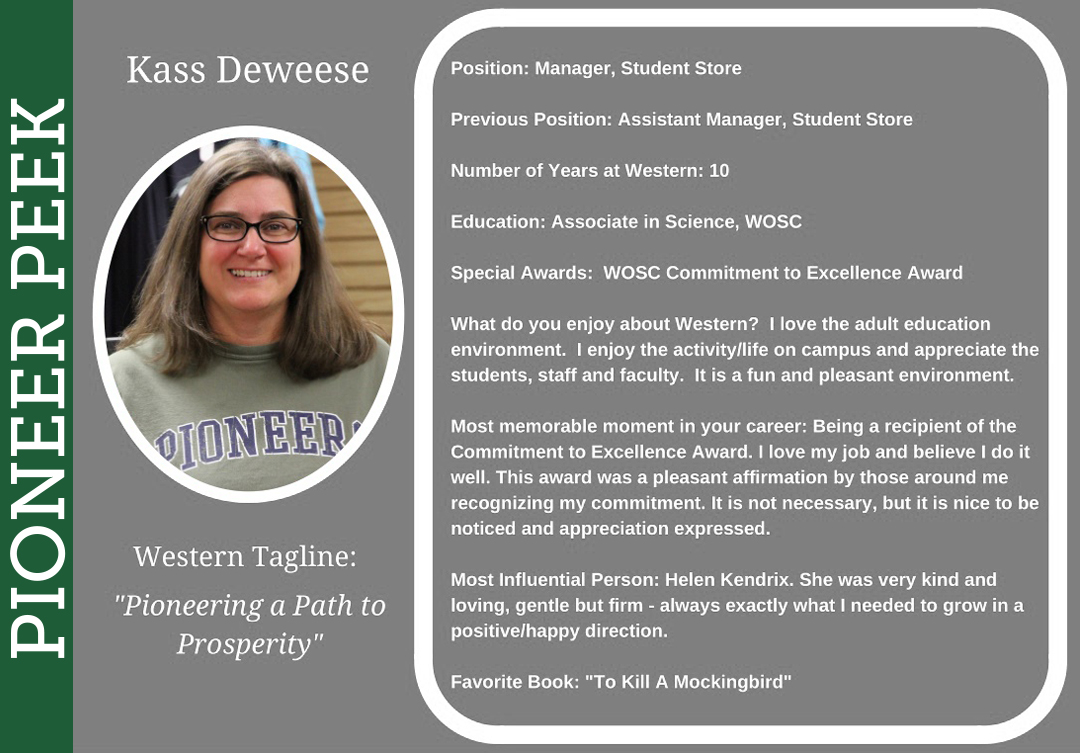 PIONEER PEEK
Kass Deweese
PIONEERS
Western Tagline:
"Pioneering a Path to
Prosperity"
Position: Manager, Student Store
Previous Position: Assistant Manager, Student Store
Number of Years at Western: 10
Education: Associate in Science, WOSC
Special Awards:  WOSC Commitment to Excellence Award
What do you enjoy about Western?  I love the adult education
environment.  I enjoy the activity/life on campus and appreciate the
students, staff and faculty.  It is a fun and pleasant environment.
Most memorable moment in your career: Being a recipient of the
Commitment to Excellence Award. I love my job and believe I do it
well. This award was a pleasant affirmation by those around me
recognizing my commitment. It is not necessary, but it is nice to be
noticed and appreciation expressed.
Most Influential Person: Helen Kendrix. She was very kind and
loving, gentle but firm - always exactly what I needed to grow in a
positive/happy direction.
Favorite Book: "To Kill A Mockingbird"